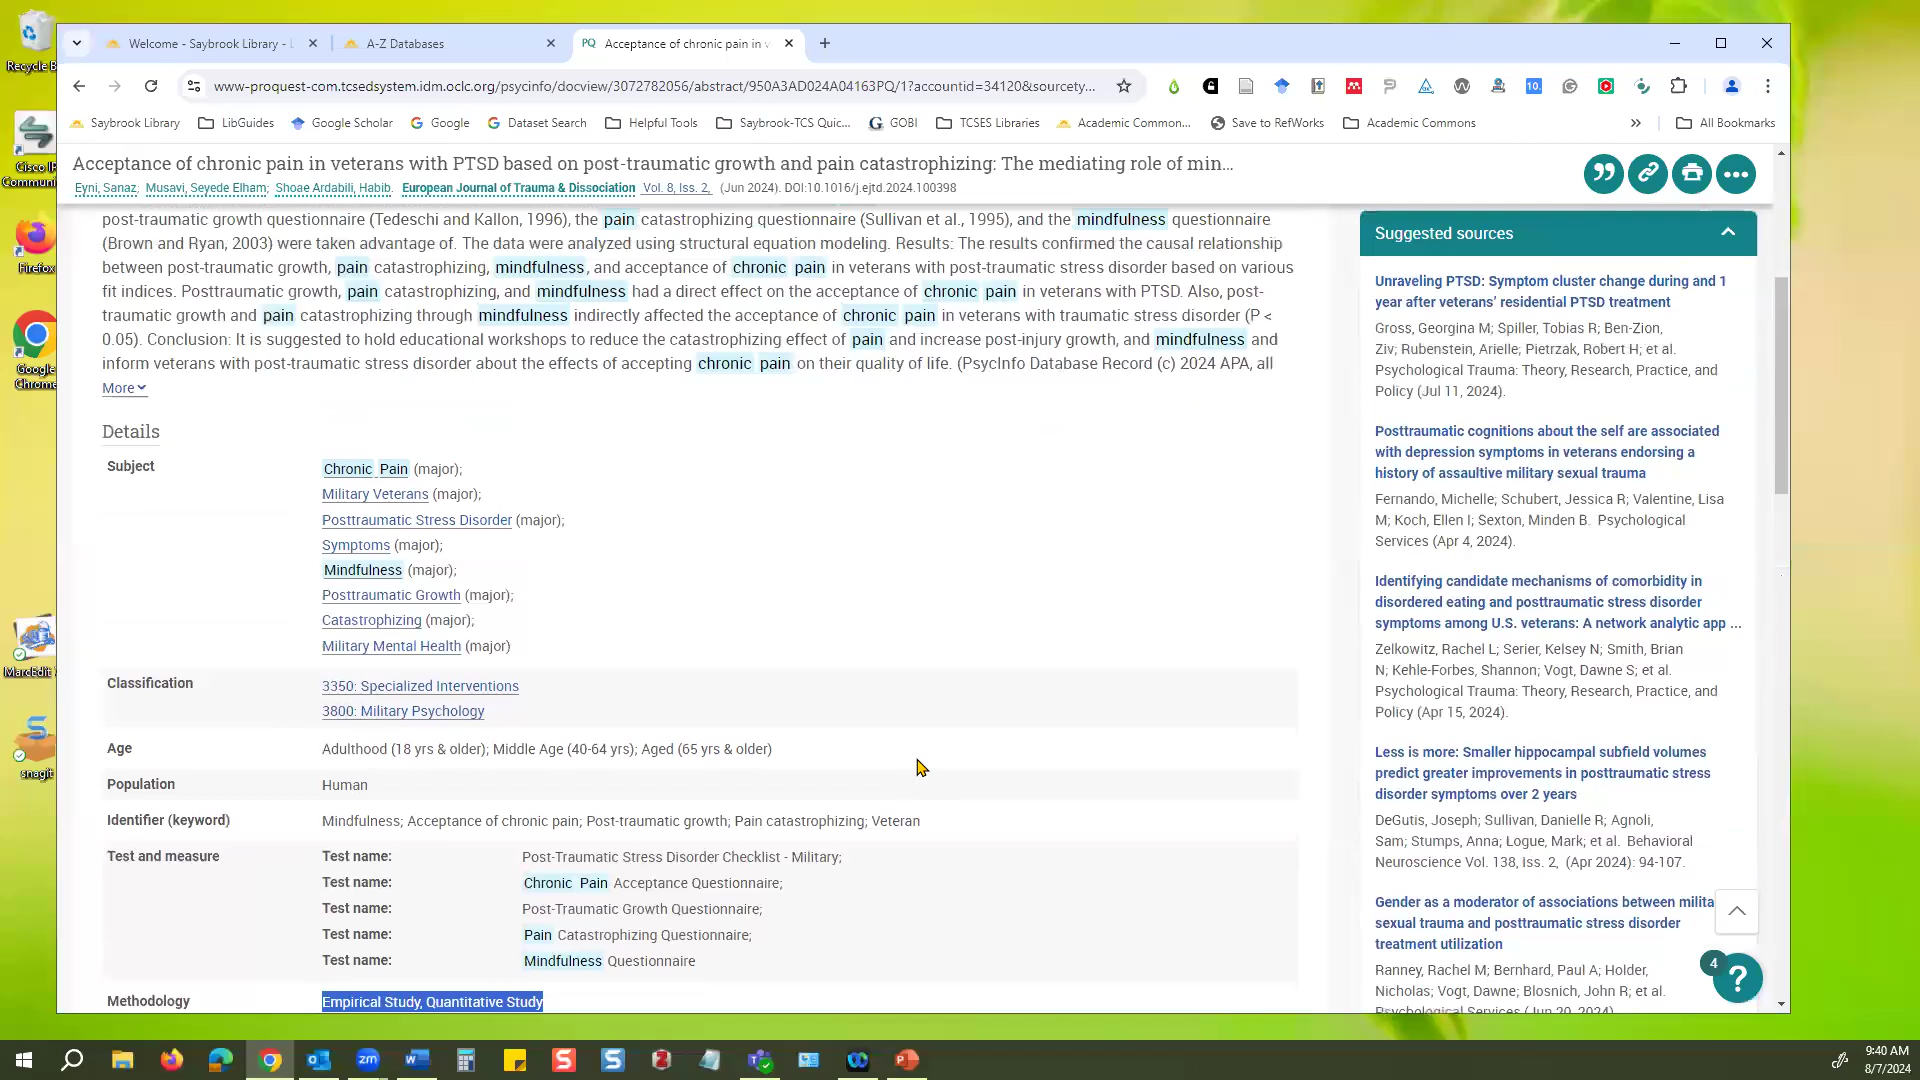 Recycle B
Cisco IP
Communi
Firefox
Google
Chrome
MarcEdit
snagit
Welcome - Saybrook Library -
A-Z Databases
PQ Acceptance of chronic pain in v
www-proquest-com.tcsedsystem.idm.oclc.org/psycinfo/docview/3072782056/abstract/950A3AD024A04163PQ/1?accountid=34120&sourcety...
Saybrook Library
LibGuides
Google Scholar
Google
Dataset Search
Helpful Tools
Saybrook-TCS Quic...
GOBI
TCSES Libraries
Academic Common...
Save to RefWorks
Academic Commons
»
All Bookmarks
Acceptance of chronic pain in veterans with PTSD based on post-traumatic growth and pain catastrophizing: The mediating role of min...
Eyni, Sanaz; Musavi, Seyede Elham; Shoae Ardabili, Habib. European Journal of Trauma & Dissociation Vol. 8, Iss. 2, (Jun 2024). DOI:10.1016/j.ejtd.2024.100398
post-traumatic growth questionnaire (Tedeschi and Kallon, 1996), the pain catastrophizing questionnaire (Sullivan et al., 1995), and the mindfulness questionnaire
(Brown and Ryan, 2003) were taken advantage of. The data were analyzed using structural equation modeling. Results: The results confirmed the causal relationship
between post-traumatic growth, pain catastrophizing, mindfulness, and acceptance of chronic pain in veterans with post-traumatic stress disorder based on various
fit indices. Posttraumatic growth, pain catastrophizing, and mindfulness had a direct effect on the acceptance of chronic pain in veterans with PTSD. Also, post-
traumatic growth and pain catastrophizing through mindfulness indirectly affected the acceptance of chronic pain in veterans with traumatic stress disorder (P <
0.05). Conclusion: It is suggested to hold educational workshops to reduce the catastrophizing effect of pain and increase post-injury growth, and mindfulness and
inform veterans with post-traumatic stress disorder about the effects of accepting chronic pain on their quality of life. (PsycInfo Database Record (c) 2024 APA, all
More
Details
Subject
Chronic Pain (major);
Military Veterans (major);
Posttraumatic Stress Disorder (major);
Symptoms (major);
Mindfulness (major);
Posttraumatic Growth (major);
Catastrophizing (major);
Military Mental Health (major)
Classification
3350: Specialized Interventions
3800: Military Psychology
Age
Adulthood (18 yrs & older); Middle Age (40-64 yrs); Aged (65 yrs & older)
Population
Human
Identifier (keyword)
Mindfulness; Acceptance of chronic pain; Post-traumatic growth; Pain catastrophizing; Veteran
Test and measure
Test name: Post-Traumatic Stress Disorder Checklist - Military;
Test name: Chronic Pain Acceptance Questionnaire;
Test name: Post-Traumatic Growth Questionnaire;
Test name: Pain Catastrophizing Questionnaire;
Test name: Mindfulness Questionnaire
Methodology
Empirical Study, Quantitative Study
Suggested sources
Unraveling PTSD: Symptom cluster change during and 1
year after veterans’ residential PTSD treatment
Gross, Georgina M; Spiller, Tobias R; Ben-Zion,
Ziv; Rubenstein, Arielle; Pietrzak, Robert H; et al.
Psychological Trauma: Theory, Research, Practice, and
Policy (Jul 11, 2024).
Posttraumatic cognitions about the self are associated
with depression symptoms in veterans endorsing a
history of assaultive military sexual trauma
Fernando, Michelle; Schubert, Jessica R; Valentine, Lisa
M; Koch, Ellen I; Sexton, Minden B. Psychological
Services (Apr 4, 2024).
Identifying candidate mechanisms of comorbidity in
disordered eating and posttraumatic stress disorder
symptoms among U.S. veterans: A network analytic app ...
Zelkowitz, Rachel L; Serier, Kelsey N; Smith, Brian
N; Kehle-Forbes, Shannon; Vogt, Dawne S; et al.
Psychological Trauma: Theory, Research, Practice, and
Policy (Apr 15, 2024).
Less is more: Smaller hippocampal subfield volumes
predict greater improvements in posttraumatic stress
disorder symptoms over 2 years
DeGutis, Joseph; Sullivan, Danielle R; Agnoli,
Sam; Stumps, Anna; Logue, Mark; et al. Behavioral
Neuroscience Vol. 138, Iss. 2, (Apr 2024): 94-107.
Gender as a moderator of associations between milita
sexual trauma and posttraumatic stress disorder
treatment utilization
Ranney, Rachel M; Bernhard, Paul A; Holder,
Nicholas; Vogt, Dawne; Blosnich, John R; et al.
Psychological Services (Jun 20, 2024).
4
?
9:40 AM
8/7/2024